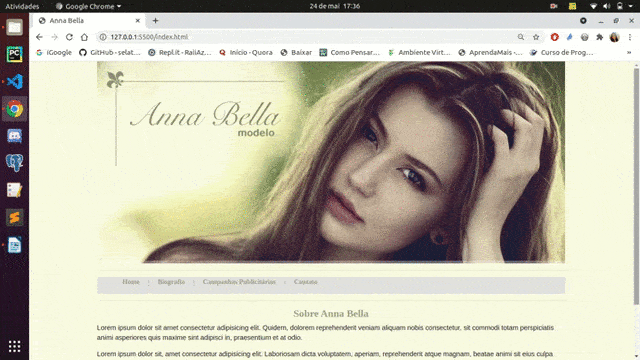 Atividades
Google Chrome
24 de mai 17:36
Anna Bella
127.0.0.1:5500/index.html
iGoogle
GitHub - selat...
Repl.it - RailAz...
Início - Quora
Baixar
Como Pensar...
Ambiente Virt...
AprendaMais -...
Curso de Prog...
Anna Bella
modelo
Home | Biografia | Campanhas Publicitárias | Contato
Sobre Anna Bella
Lorem ipsum dolor sit, amet consectetur adipisicing elit. Quidem, dolorem reprehenderit veniam aliquam nobis consectetur, sit commodi totam perspiciatis
animi asperiores quis maxime sint adipisci in, praesentium et at odio.
Lorem ipsum dolor sit amet consectetur adipisicing elit. Laboriosam dicta voluptatem, aperiam, reprehenderit atque magnam, beatae animi sit eius culpa